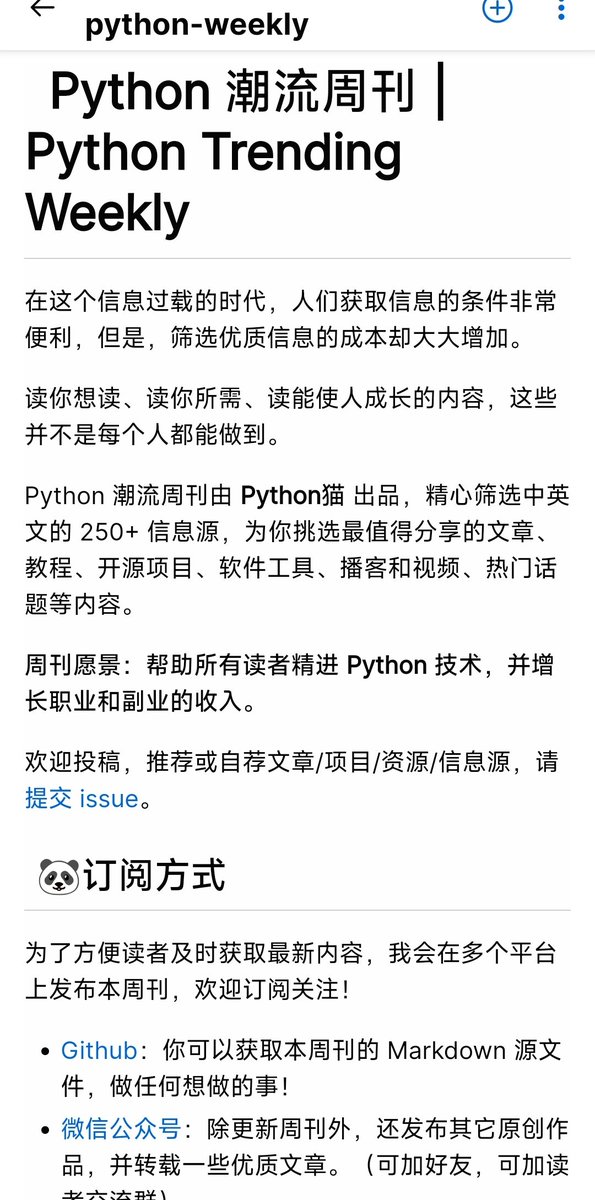 python-weekly
Python 潮流周刊 |
Python Trending
Weekly
在这个信息过载的时代，人们获取信息的条件非常
便利，但是，筛选优质信息的成本却大大增加。
读你想读、读你所需、读能使人成长的内容，这些
并不是每个人都能做到。
Python 潮流周刊由 Python猫 出品，精心筛选中英
文的 250+ 信息源，为你挑选最值得分享的文章、
教程、开源项目、软件工具、播客和视频、热门话
题等内容。
周刊愿景：帮助所有读者精进 Python 技术，并增
长职业和副业的收入。
欢迎投稿，推荐或自荐文章/项目/资源/信息源，请
提交 issue。
🐼订阅方式
为了方便读者及时获取最新内容，我会在多个平台
上发布本周刊，欢迎订阅关注！
• Github：你可以获取本周刊的 Markdown 源文
件，做任何想做的事！
• 微信公众号：除更新周刊外，还发布其它原创作
品，并转载一些优质文章。（可加好友，可加读
者交流群）